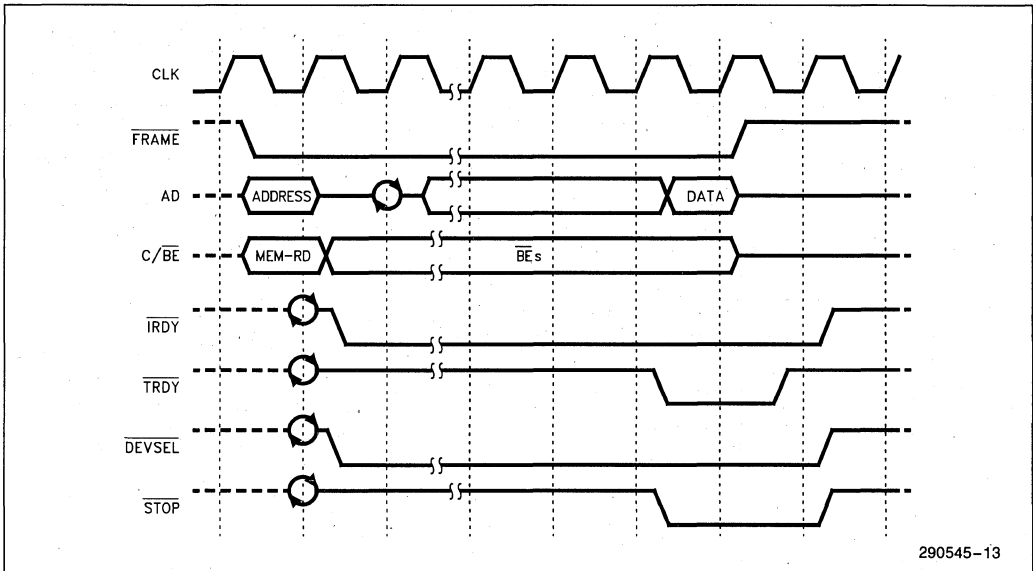 CLK
FRAME
AD ADDRESS DATA
C/BE MEM-RD BEs
IRDY
TRDY
DEVSEL
STOP
290545-13